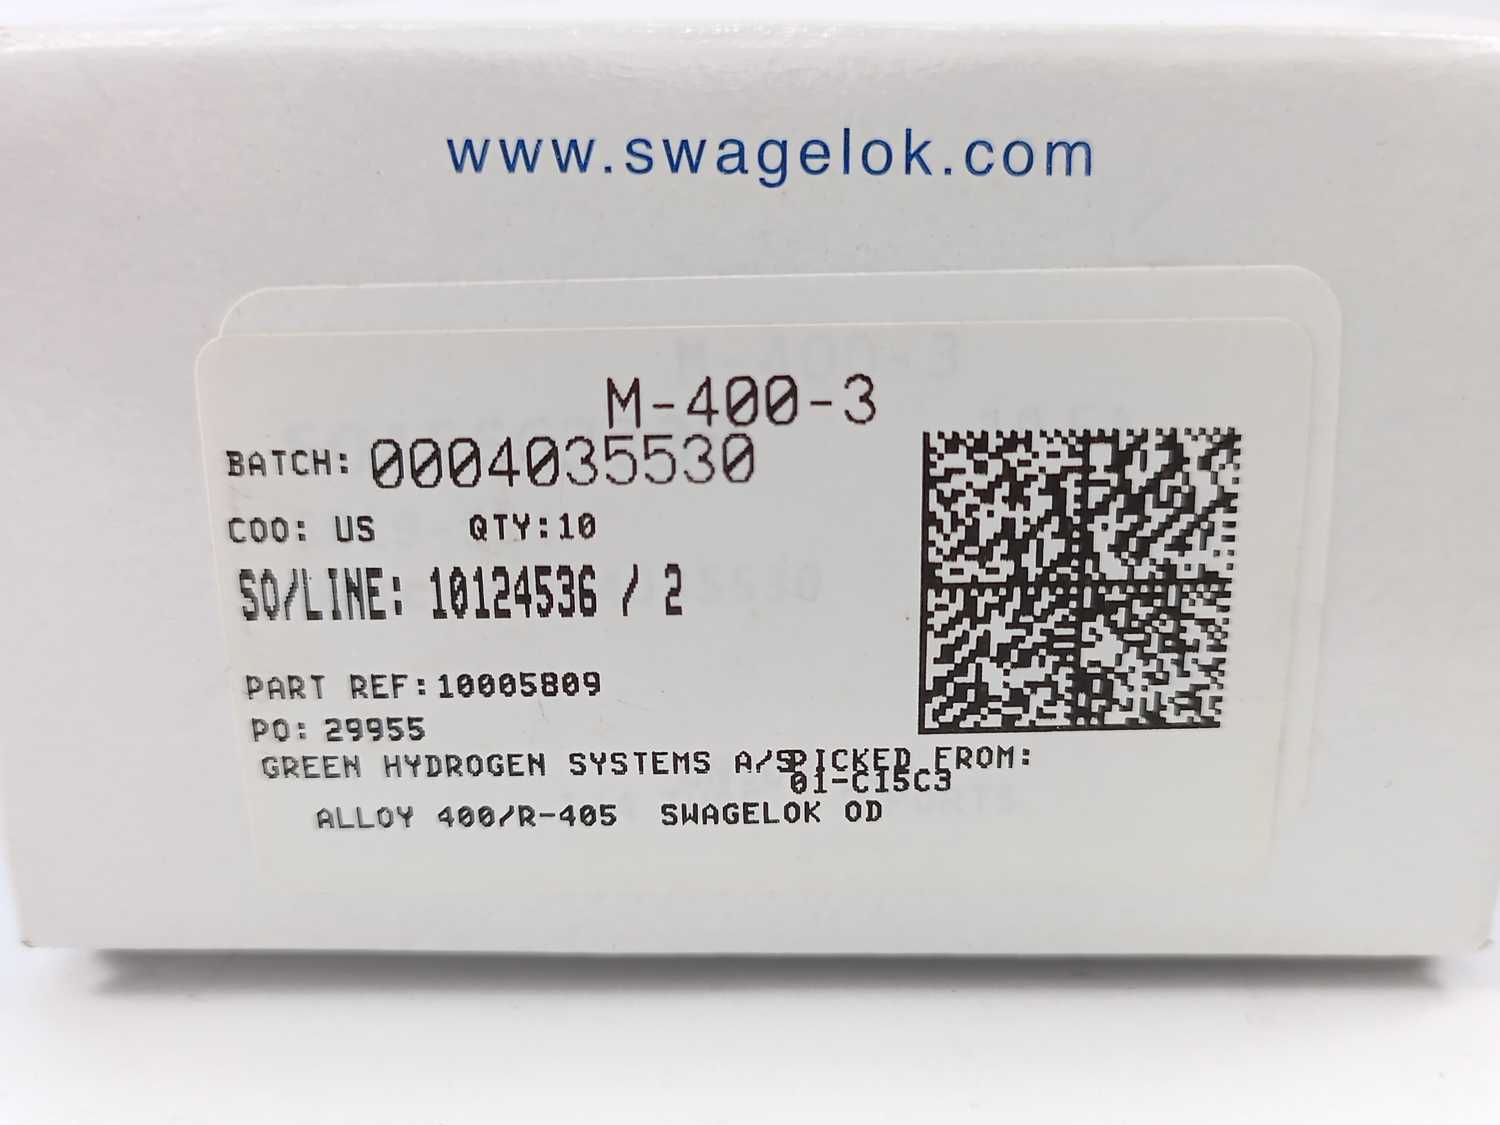 www.swagelok.com
M-400-3
BATCH: 0004035530
COO: US QTY:10
SO/LINE: 10124536 / 2
PART REF:10005809
PO: 29955
GREEN HYDROGEN SYSTEMS A/S PICKED FROM:
01-C15C3
ALLOY 400/R-405 SWAGELOK OD